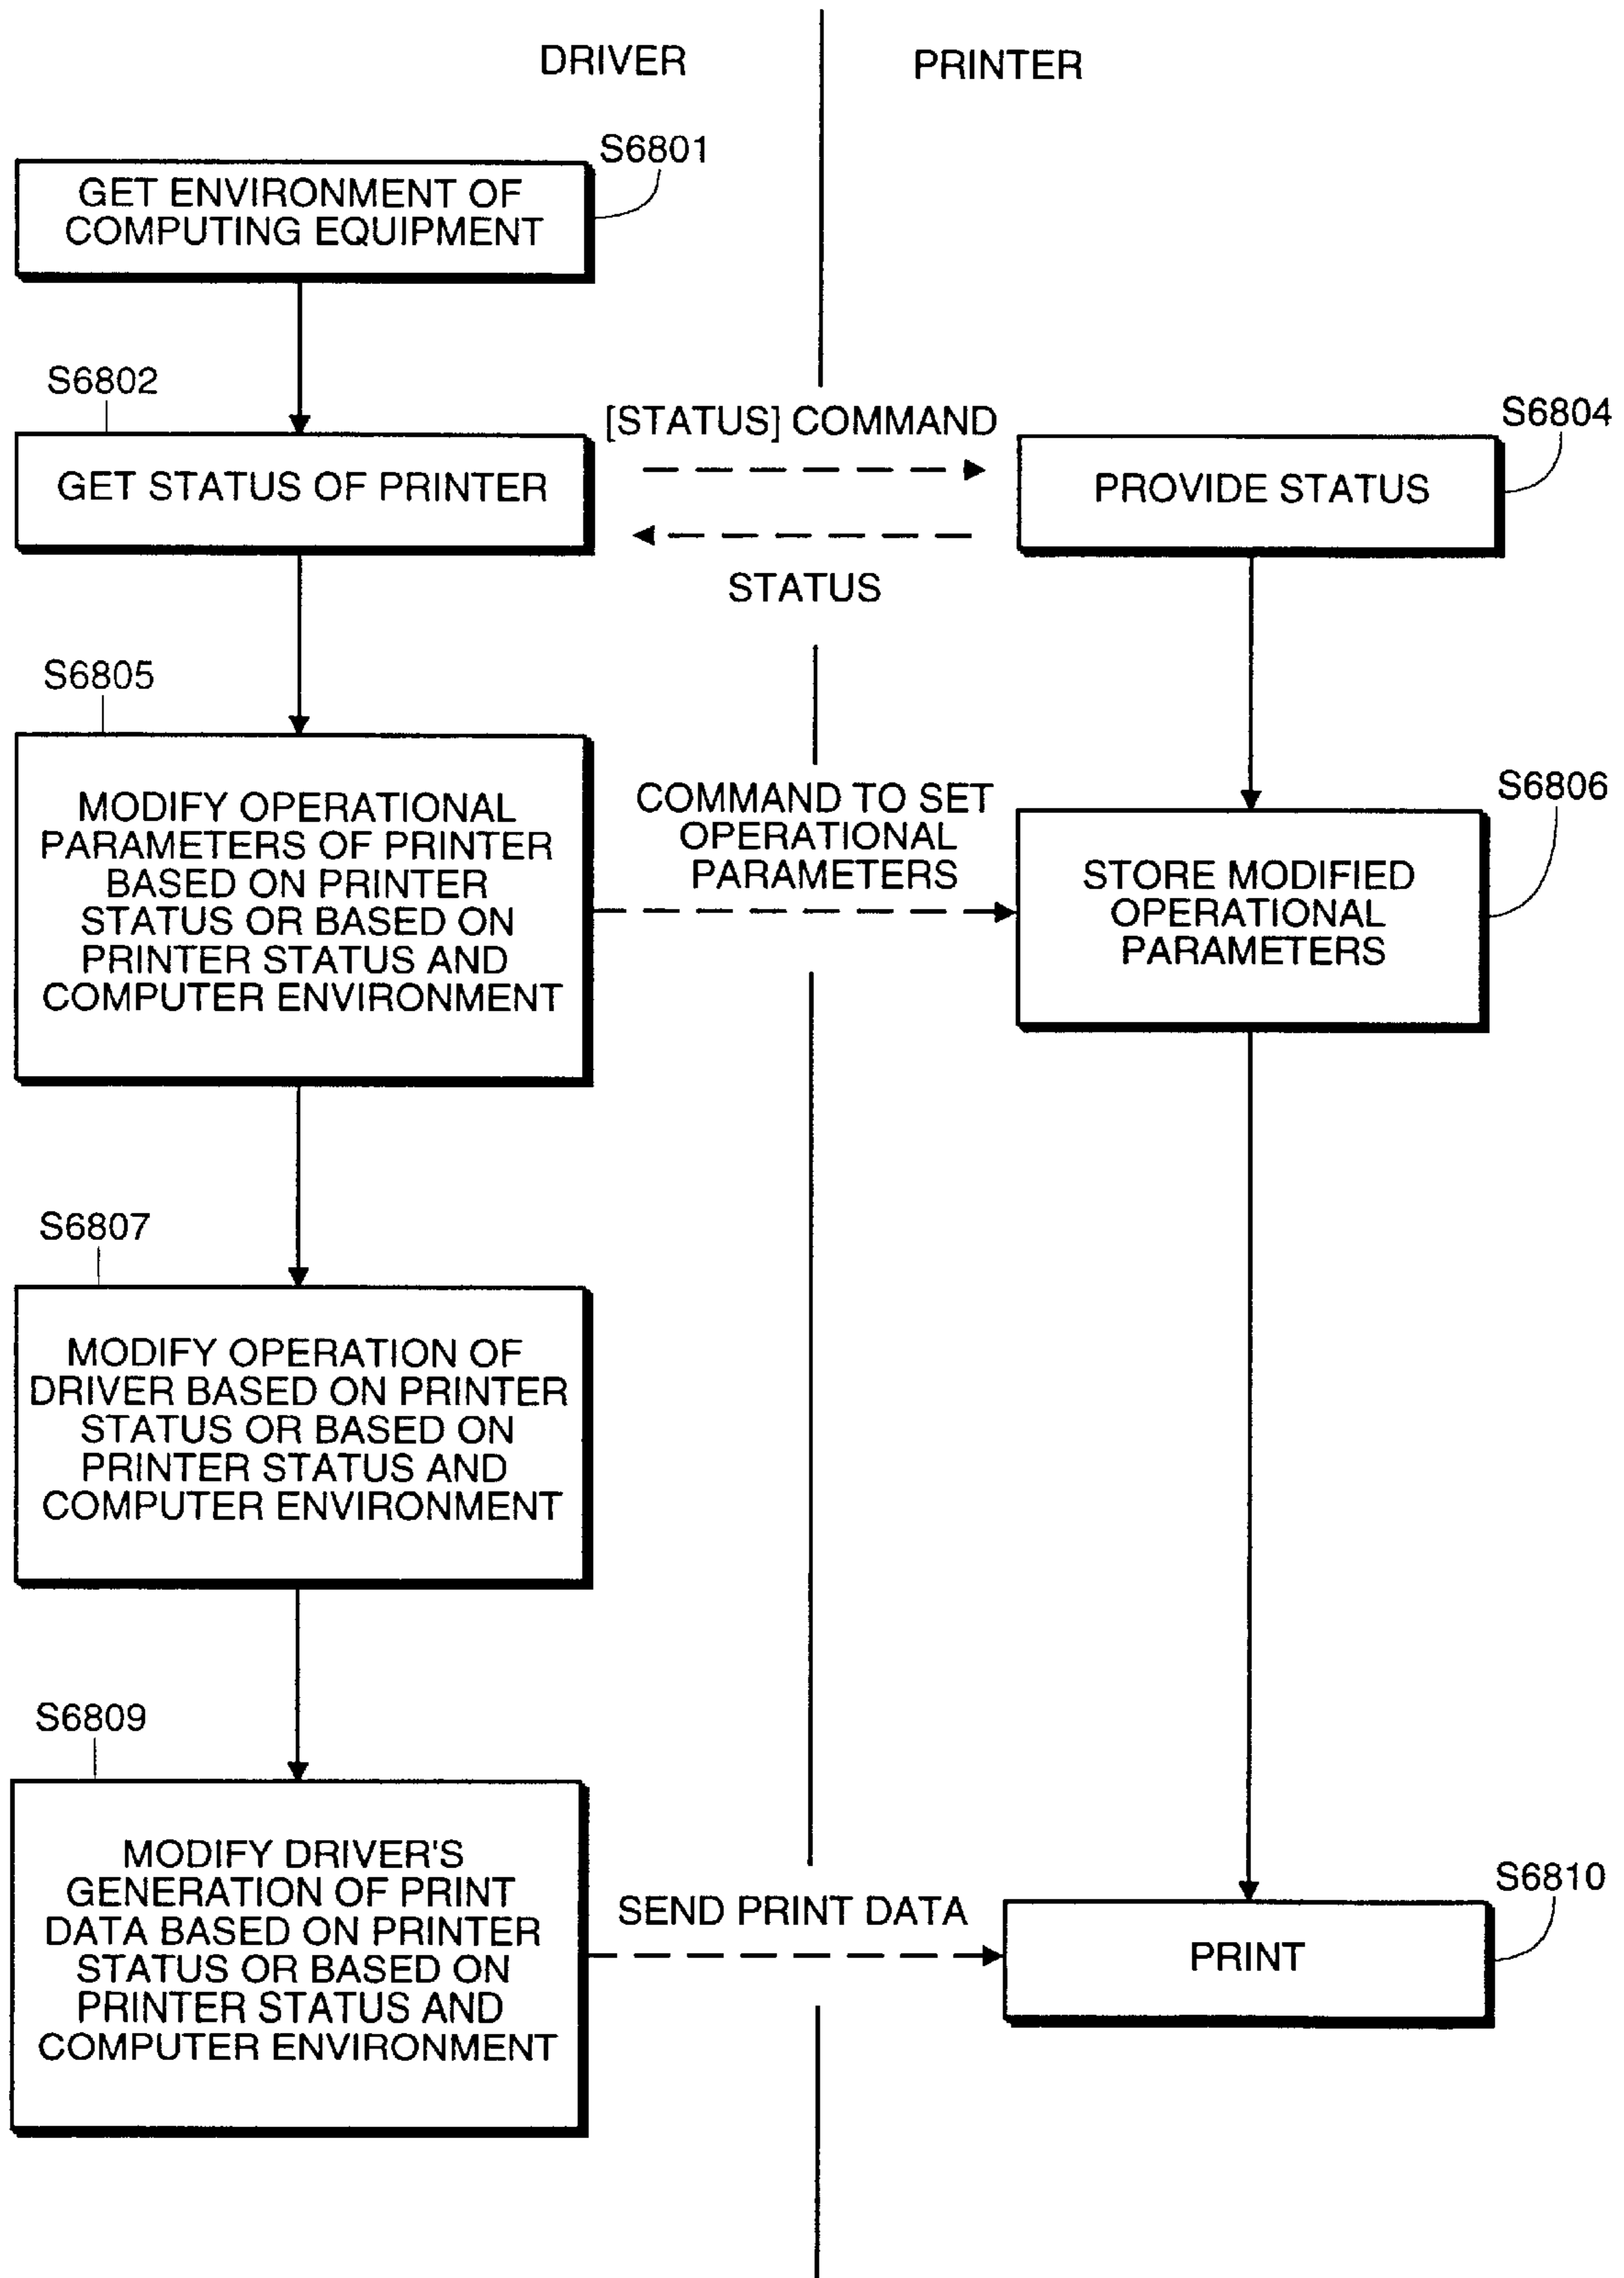 DRIVER
PRINTER
S6801
GET ENVIRONMENT OF
COMPUTING EQUIPMENT
S6802
[STATUS] COMMAND
S6804
GET STATUS OF PRINTER
PROVIDE STATUS
STATUS
S6805
MODIFY OPERATIONAL
PARAMETERS OF PRINTER
BASED ON PRINTER
STATUS OR BASED ON
PRINTER STATUS AND
COMPUTER ENVIRONMENT
COMMAND TO SET
OPERATIONAL
PARAMETERS
S6806
STORE MODIFIED
OPERATIONAL
PARAMETERS
S6807
MODIFY OPERATION OF
DRIVER BASED ON PRINTER
STATUS OR BASED ON
PRINTER STATUS AND
COMPUTER ENVIRONMENT
S6809
MODIFY DRIVER'S
GENERATION OF PRINT
DATA BASED ON PRINTER
STATUS OR BASED ON
PRINTER STATUS AND
COMPUTER ENVIRONMENT
SEND PRINT DATA
S6810
PRINT